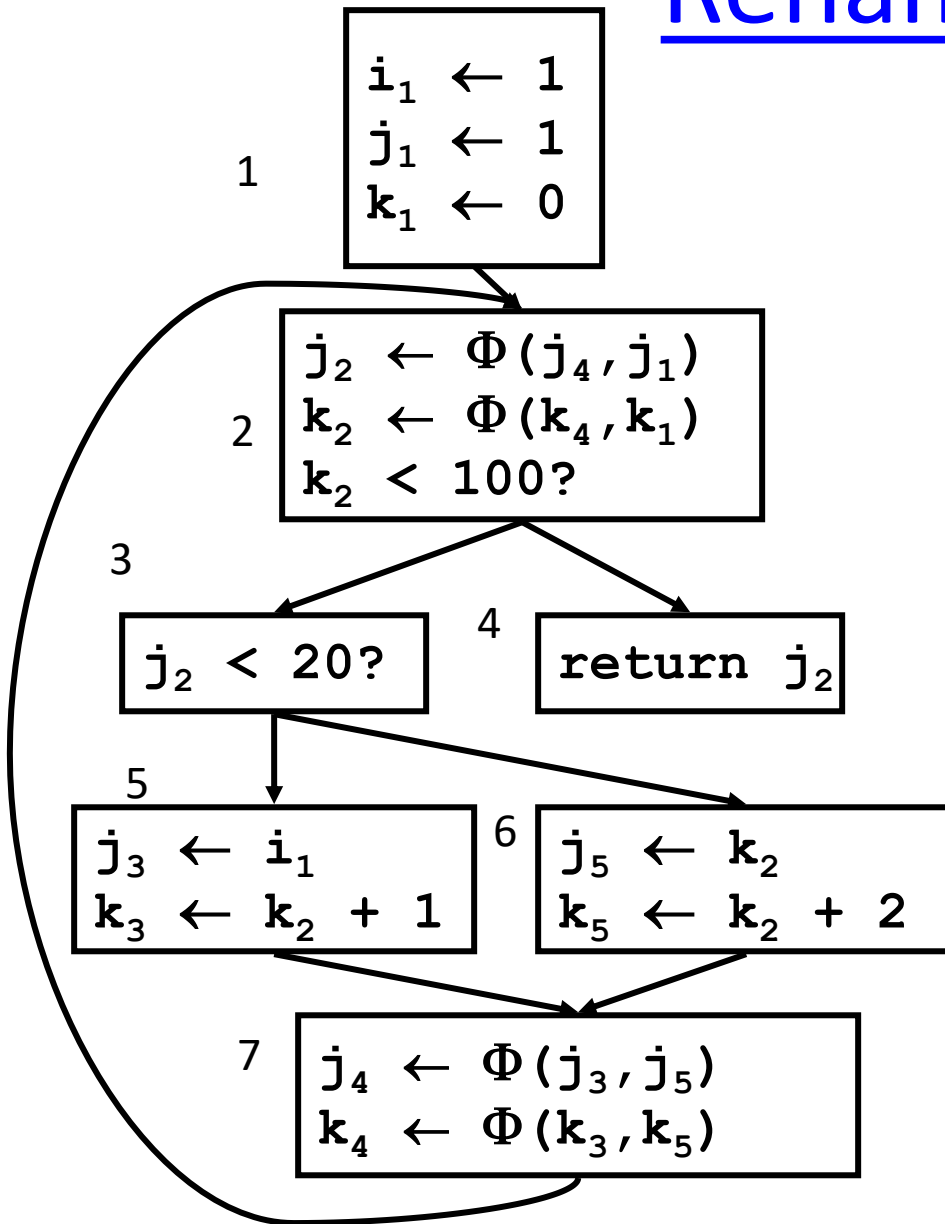 i₁ ← 1
j₁ ← 1
k₁ ← 0
1
j₂ ← Φ(j₄,j₁)
k₂ ← Φ(k₄,k₁)
k₂ < 100?
2
3
j₂ < 20?
4
return j₂
5
j₃ ← i₁
k₃ ← k₂ + 1
6
j₅ ← k₂
k₅ ← k₂ + 2
7
j₄ ← Φ(j₃,j₅)
k₄ ← Φ(k₃,k₅)